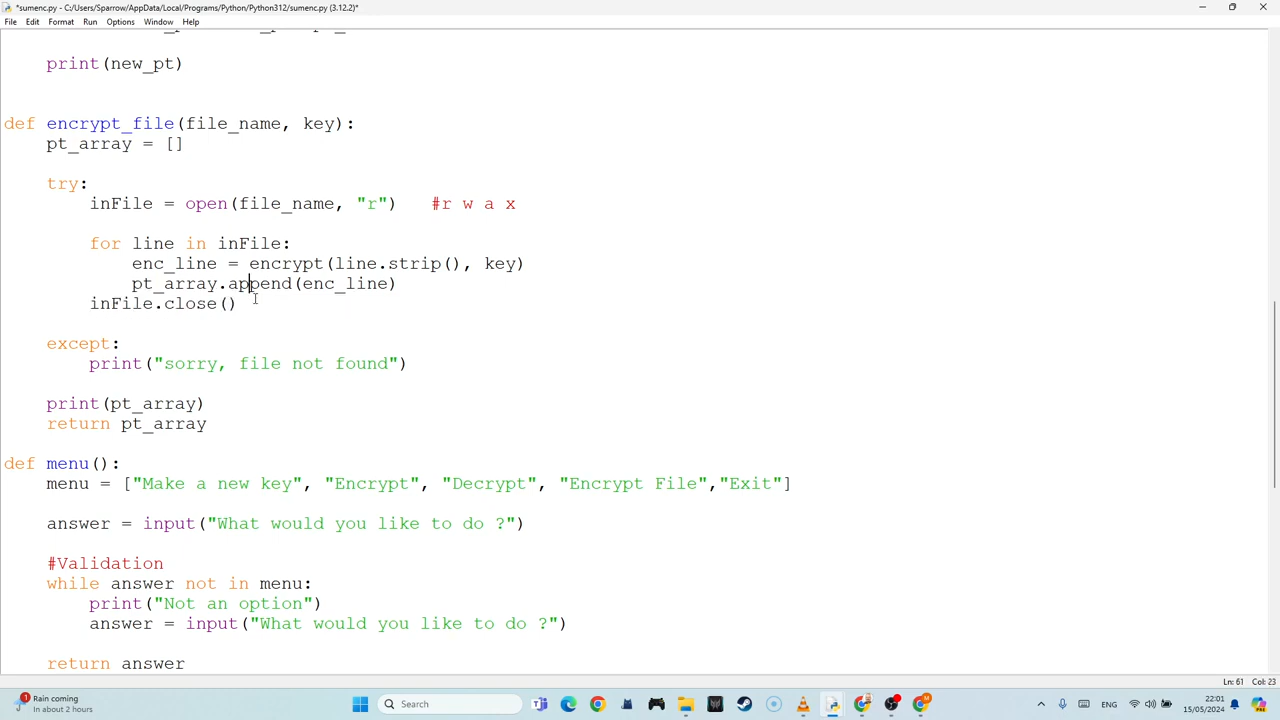 *sumenc.py - C:/Users/Sparrow/AppData/Local/Programs/Python/Python312/sumenc.py (3.12.2)*
File Edit Format Run Options Window Help
print(new_pt)
def encrypt_file(file_name, key):
pt_array = []
try:
inFile = open(file_name, "r") #r w a x
for line in inFile:
enc_line = encrypt(line.strip(), key)
pt_array.append(enc_line)
inFile.close()
except:
print("sorry, file not found")
print(pt_array)
return pt_array
def menu():
menu = ["Make a new key", "Encrypt", "Decrypt", "Encrypt File","Exit"]
answer = input("What would you like to do ?")
#Validation
while answer not in menu:
print("Not an option")
answer = input("What would you like to do ?")
return answer
Ln: 61 Col: 23
1
Rain coming
In about 2 hours
Search
ENG
22:01
15/05/2024